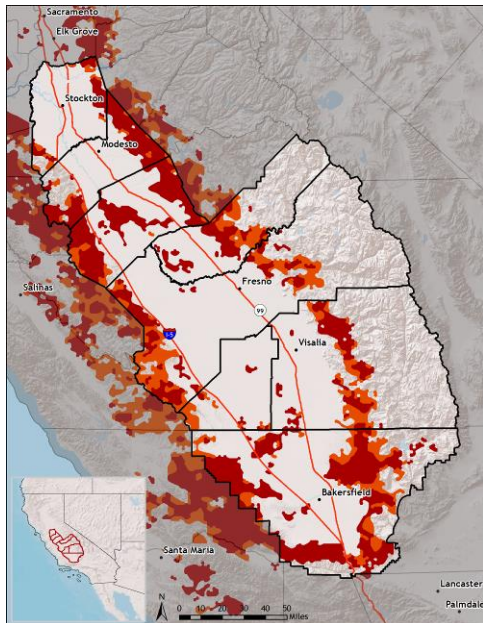 Sacramento
Elk Grove
Stockton
Modesto
Salinas
Fresno
99
Visalia
Bakersfield
Santa Maria
Lancaster
Palmdale
N
0 10 20 30 40 50
Miles